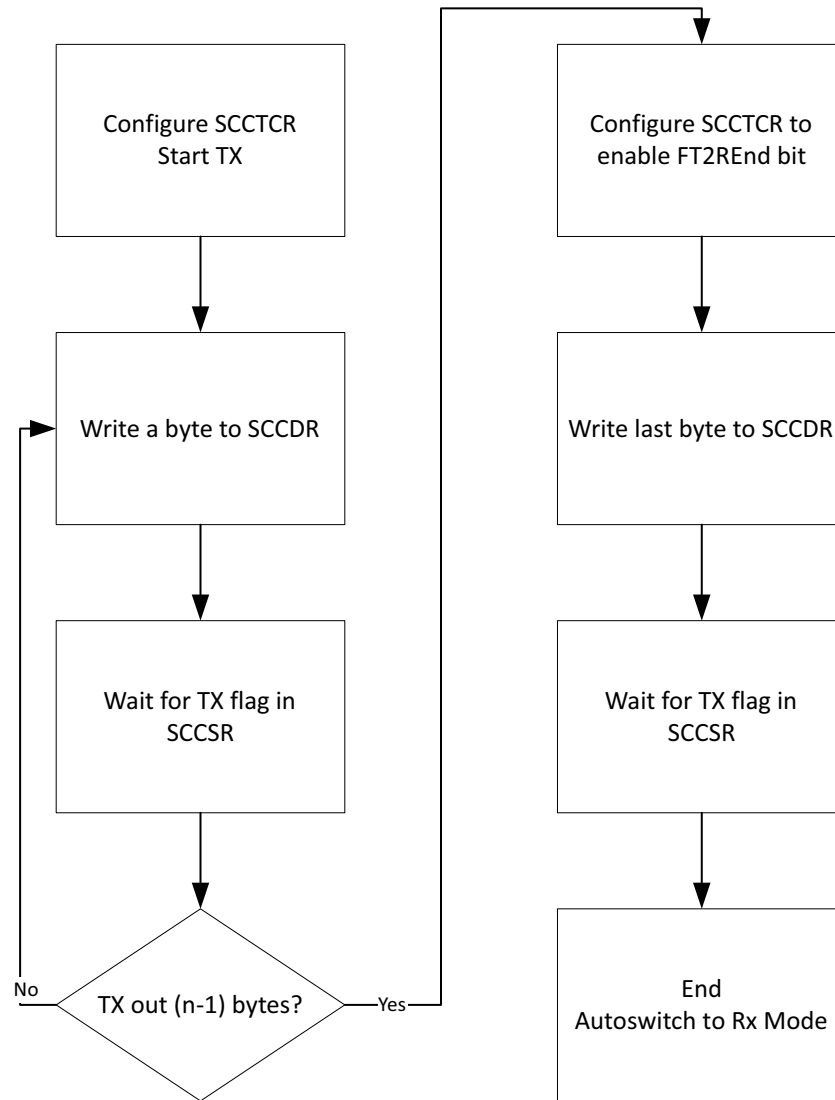 Configure SCCTCR
Start TX
Write a byte to SCCDR
Wait for TX flag in
SCCSR
TX out (n-1) bytes?
No
Yes
Configure SCCTCR to
enable FT2REnd bit
Write last byte to SCCDR
Wait for TX flag in
SCCSR
End
Autoswitch to Rx Mode